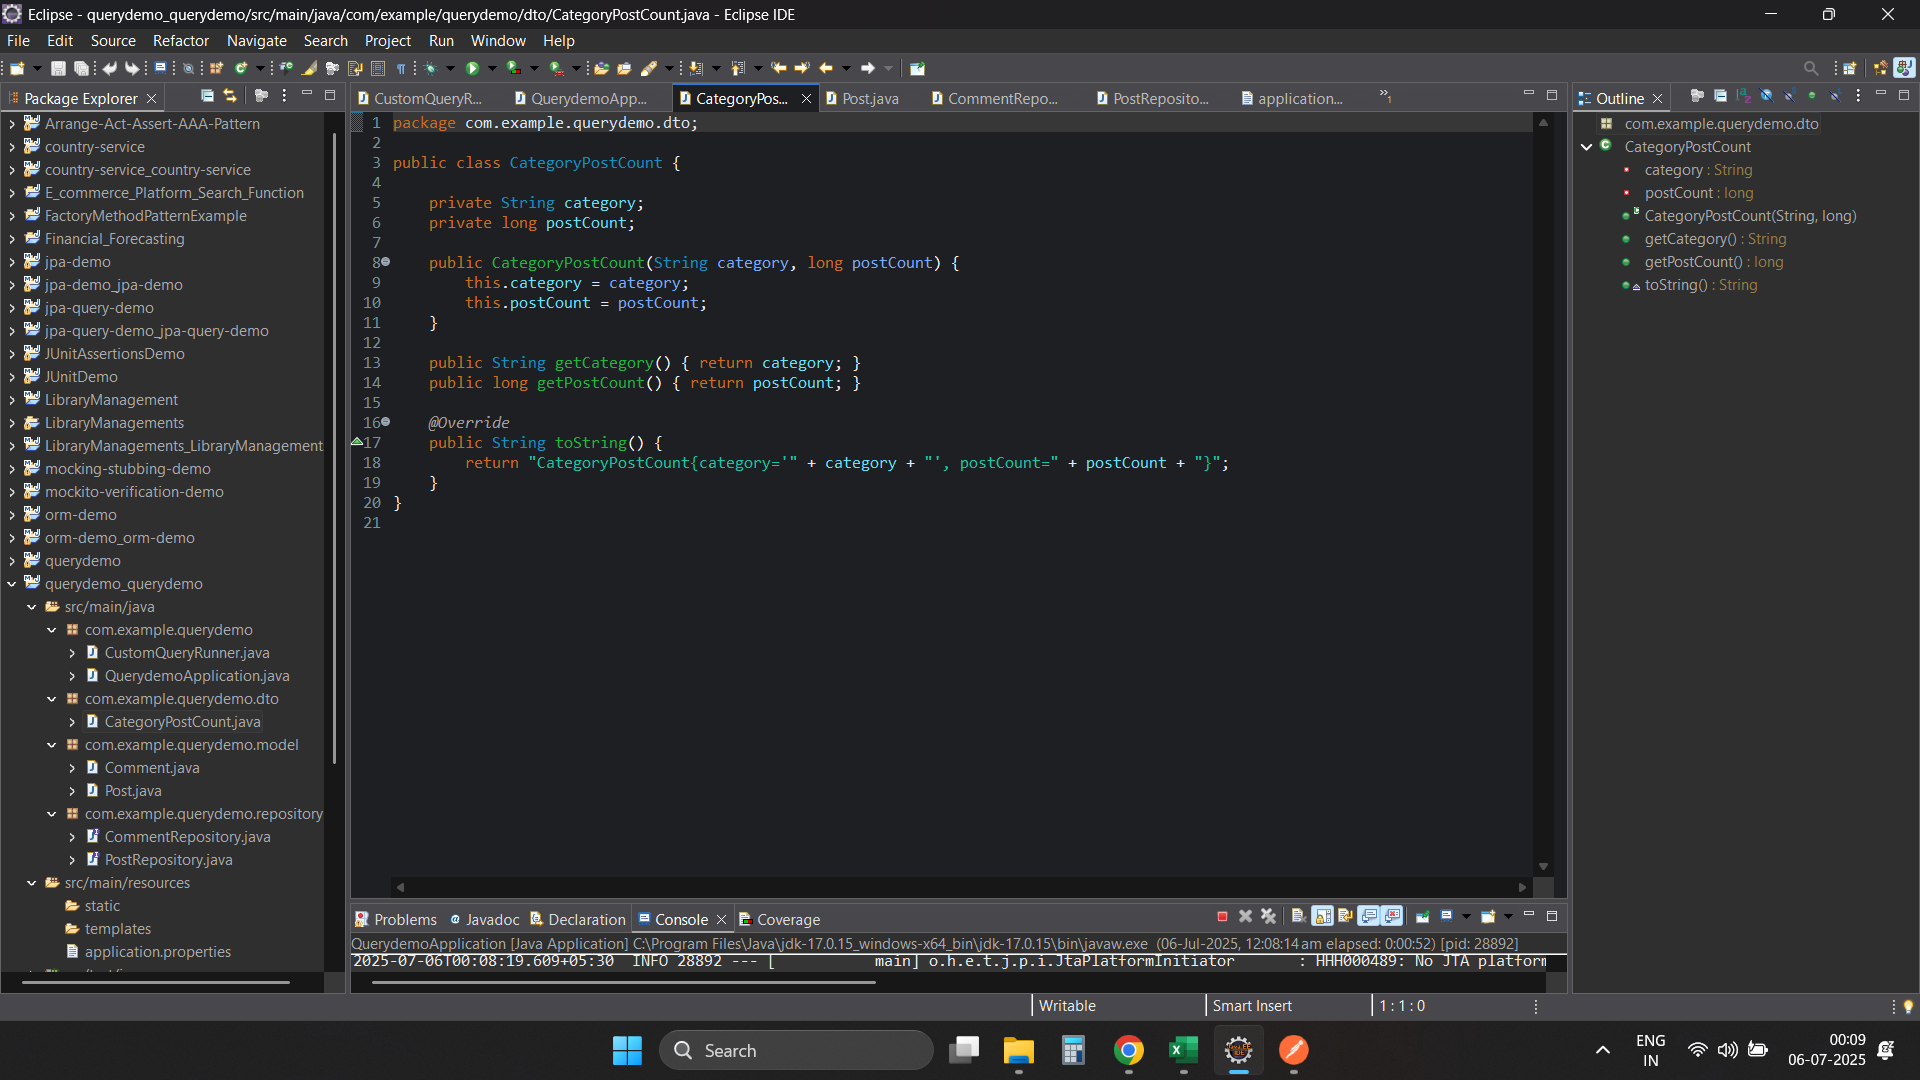 Eclipse - querydemo_querydemo/src/main/java/com/example/querydemo/dto/CategoryPostCount.java - Eclipse IDE
File Edit Source Refactor Navigate Search Project Run Window Help
Package Explorer
Arrange-Act-Assert-AAA-Pattern
country-service
country-service_country-service
E_commerce_Platform_Search_Function
FactoryMethodPatternExample
Financial_Forecasting
jpa-demo
jpa-demo_jpa-demo
jpa-query-demo
jpa-query-demo_jpa-query-demo
JUnitAssertionsDemo
JUnitDemo
LibraryManagement
LibraryManagements
LibraryManagements_LibraryManagement
mocking-stubbing-demo
mockito-verification-demo
orm-demo
orm-demo_orm-demo
querydemo
querydemo_querydemo
src/main/java
com.example.querydemo
CustomQueryRunner.java
QuerydemoApplication.java
com.example.querydemo.dto
CategoryPostCount.java
com.example.querydemo.model
Comment.java
Post.java
com.example.querydemo.repository
CommentRepository.java
PostRepository.java
src/main/resources
static
templates
application.properties
CustomQueryR... QuerydemoApp... CategoryPos... Post.java CommentRepo... PostReposito... application... »1
1 package com.example.querydemo.dto;
2
3 public class CategoryPostCount {
4
5 private String category;
6 private long postCount;
7
8 public CategoryPostCount(String category, long postCount) {
9 this.category = category;
10 this.postCount = postCount;
11 }
12
13 public String getCategory() { return category; }
14 public long getPostCount() { return postCount; }
15
16 @Override
17 public String toString() {
18 return "CategoryPostCount{category='" + category + "', postCount=" + postCount + "}";
19 }
20 }
21
Outline
com.example.querydemo.dto
CategoryPostCount
category : String
postCount : long
CategoryPostCount(String, long)
getCategory() : String
getPostCount() : long
toString() : String
Problems Javadoc Declaration Console Coverage
QuerydemoApplication [Java Application] C:\Program Files\Java\jdk-17.0.15_windows-x64_bin\jdk-17.0.15\bin\javaw.exe (06-Jul-2025, 12:08:14 am elapsed: 0:00:52) [pid: 28892]
2025-07-06T00:08:19.609+05:30 INFO 28892 --- [ main] o.h.e.t.j.p.i.JtaPlatformInitiator : HHH000489: No JTA platform
Writable Smart Insert 1 : 1 : 0
Search
ENG
IN
00:09
06-07-2025